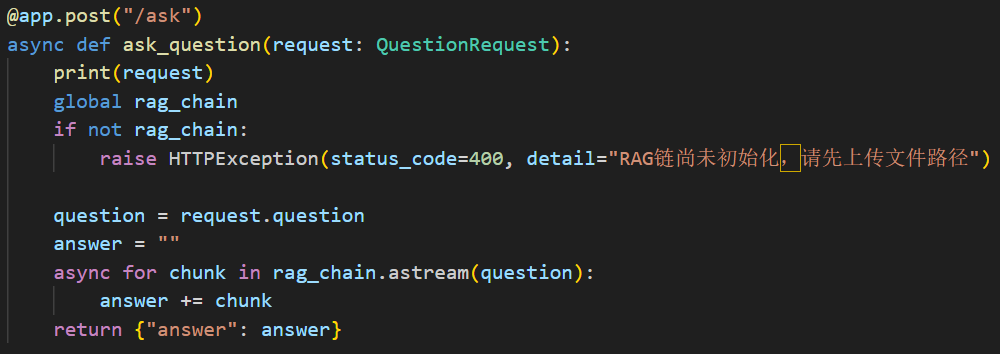 @app.post("/ask")
async def ask_question(request: QuestionRequest):
    print(request)
    global rag_chain
    if not rag_chain:
        raise HTTPException(status_code=400, detail="RAG链尚未初始化，请先上传文件路径")

    question = request.question
    answer = ""
    async for chunk in rag_chain.astream(question):
        answer += chunk
    return {"answer": answer}